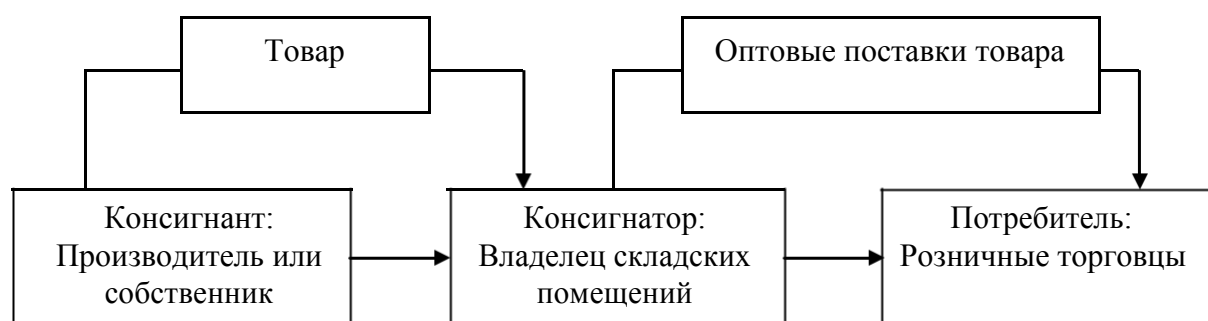 Товар
Оптовые поставки товара
Консигнант:
Производитель или
собственник
Консигнатор:
Владелец складских
помещений
Потребитель:
Розничные торговцы